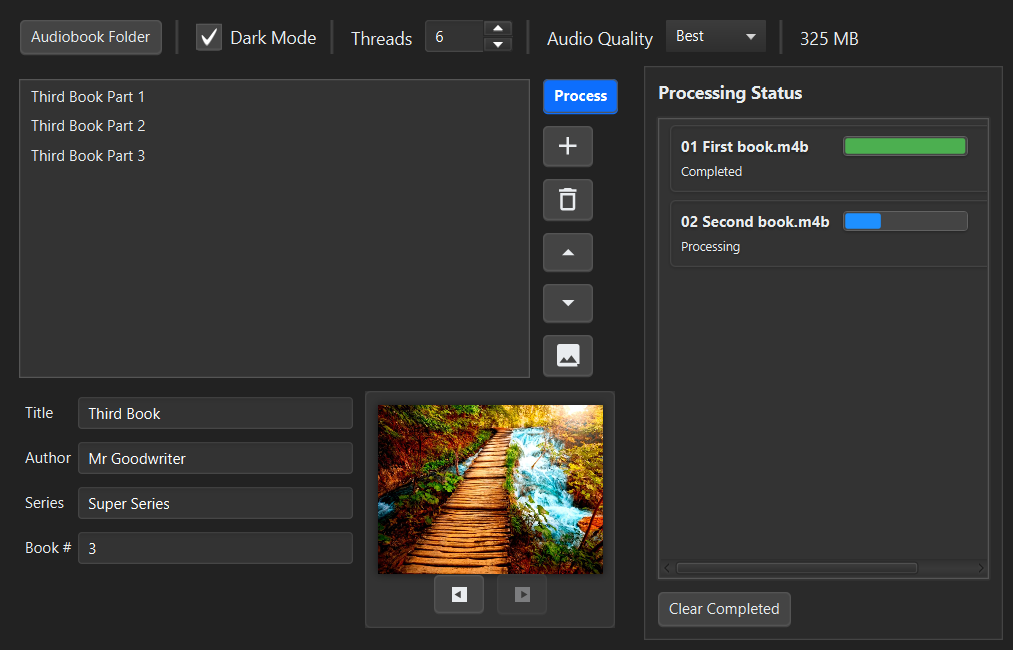 Audiobook Folder
Dark Mode
Threads
6
Audio Quality
Best
325 MB
Third Book Part 1
Third Book Part 2
Third Book Part 3
Process
Title
Third Book
Author
Mr Goodwriter
Series
Super Series
Book #
3
Processing Status
01 First book.m4b
Completed
02 Second book.m4b
Processing
Clear Completed